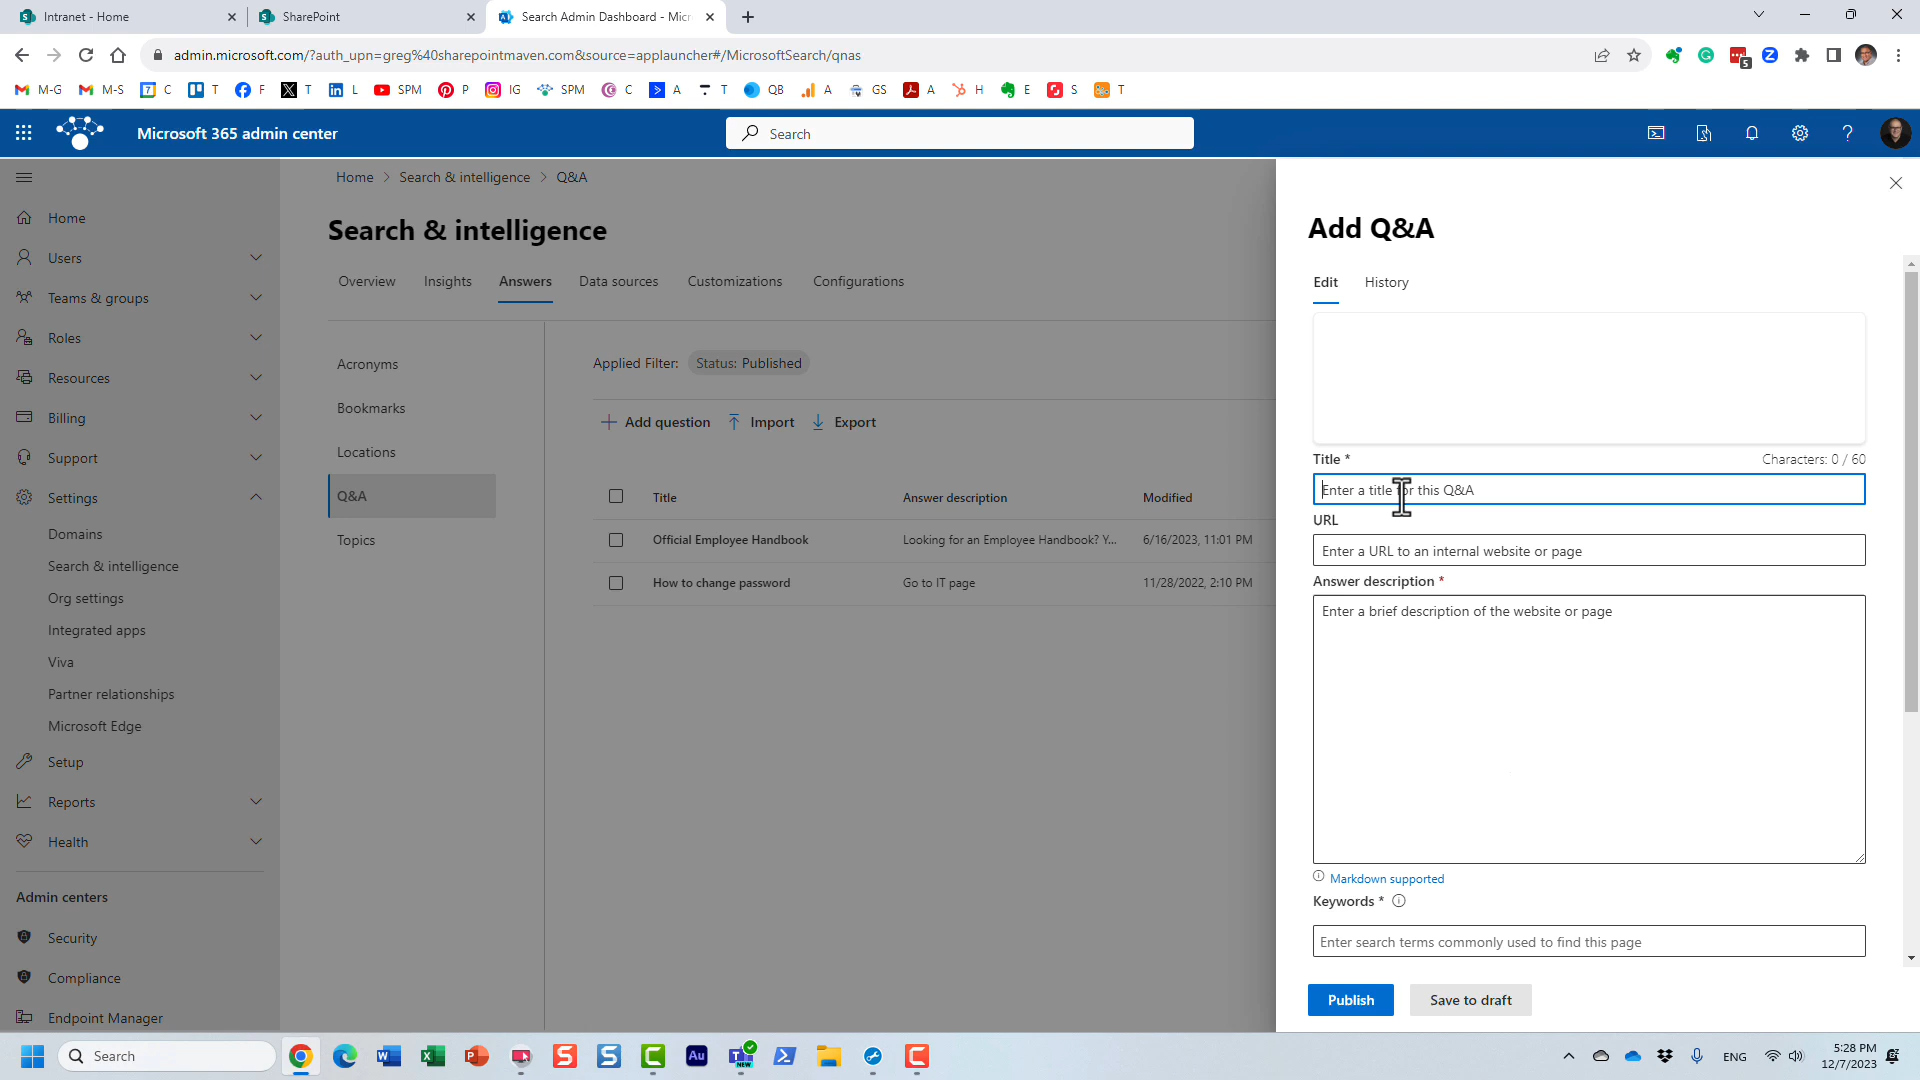 Intranet - Home
SharePoint
Search Admin Dashboard - Micr
admin.microsoft.com/?auth_upn=greg%40sharepointmaven.com&source=applauncher#/MicrosoftSearch/qnas
5
M-G
M-S
7 C
T
F
T
L
SPM
P
IG
SPM
C
A
T
QB
A
GS
A
H
E
S
T
Microsoft 365 admin center
Search
Home > Search & intelligence > Q&A
Search & intelligence
Overview
Insights
Answers
Data sources
Customizations
Configurations
Home
Users
Teams & groups
Roles
Resources
Billing
Support
Settings
Domains
Search & intelligence
Org settings
Integrated apps
Viva
Partner relationships
Microsoft Edge
Setup
Reports
Health
Admin centers
Security
Compliance
Endpoint Manager
Acronyms
Bookmarks
Locations
Q&A
Topics
Applied Filter: Status: Published
Add question
Import
Export
Title Answer description Modified
Official Employee Handbook Looking for an Employee Handbook? Y... 6/16/2023, 11:01 PM
How to change password Go to IT page 11/28/2022, 2:10 PM
Add Q&A
Edit
History
Title * Characters: 0 / 60
Enter a title for this Q&A
URL
Enter a URL to an internal website or page
Answer description *
Enter a brief description of the website or page
Markdown supported
Keywords *
Enter search terms commonly used to find this page
Publish
Save to draft
Search
Au
NEW
ENG
5:28 PM
12/7/2023